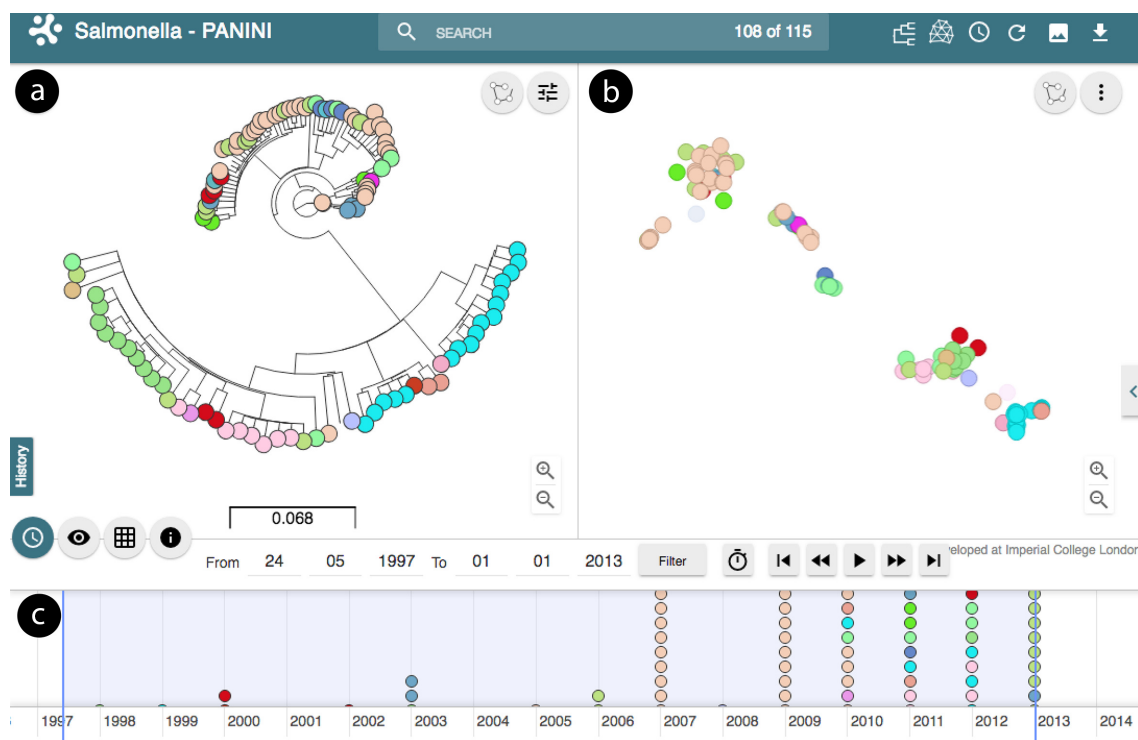 Salmonella - PANINI
SEARCH
108 of 115
a
b
History
0.068
From 24 05 1997 To 01 01 2013 Filter
eloped at Imperial College London
c
1997 1998 1999 2000 2001 2002 2003 2004 2005 2006 2007 2008 2009 2010 2011 2012 2013 2014